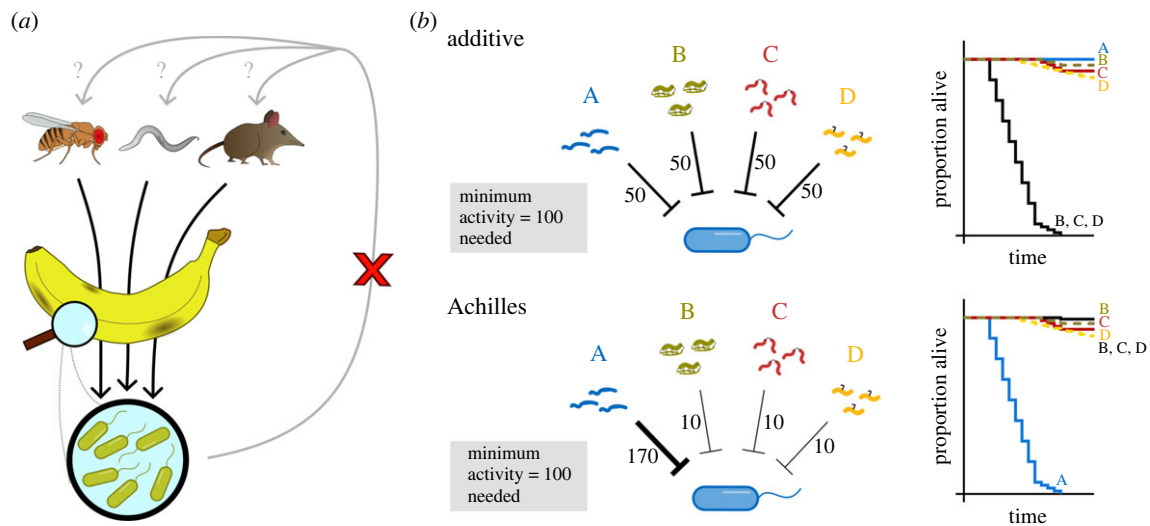 (a)
? ? ?
X
(b)
additive
A
B
C
D
50
50
50
50
minimum
activity = 100
needed
proportion alive
A
B
C
D
B, C, D
time
Achilles
A
B
C
D
170
10
10
10
minimum
activity = 100
needed
proportion alive
B
C
D
B, C, D
A
time